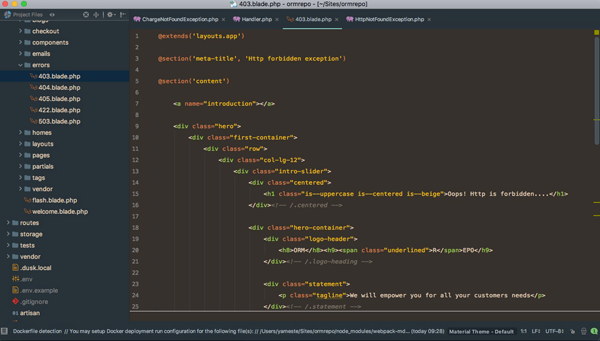 403.blade.php - ormrepo - [~/Sites/ormrepo]
Project Files
ChargeNotFoundException.php
Handler.php
403.blade.php
HttpNotFoundException.php
blogs
checkout
components
emails
errors
403.blade.php
404.blade.php
405.blade.php
422.blade.php
503.blade.php
homes
layouts
pages
partials
tags
vendor
flash.blade.php
welcome.blade.php
routes
storage
tests
vendor
.dusk.local
.env
.env.example
.gitignore
artisan
1 @extends('layouts.app')
2
3 @section('meta-title', 'Http forbidden exception')
4
5 @section('content')
6
7 <a name="introduction"></a>
8
9 <div class="hero">
10 <div class="first-container">
11 <div class="row">
12 <div class="col-lg-12">
13 <div class="intro-slider">
14 <div class="centered">
15 <h1 class="is--uppercase is--centered is--beige">Oops! Http is forbidden....</h1>
16 </div><!-- /.centered -->
17
18 <div class="hero-container">
19 <div class="logo-header">
20 <h8>ORM</h8><h9><span class="underlined">R</span>EPO</h9>
21 </div><!-- /.logo-heading -->
22
23 <div class="statement">
24 <p class="tagline">We will empower you for all your customers needs</p>
25 </div><!-- /.statement -->
Dockerfile detection // You may setup Docker deployment run configuration for the following file(s): // /Users/yameste/Sites/ormrepo/node_modules/webpack-md... (today 09:28)
Material Theme - Default
1:1
LF
UTF-8